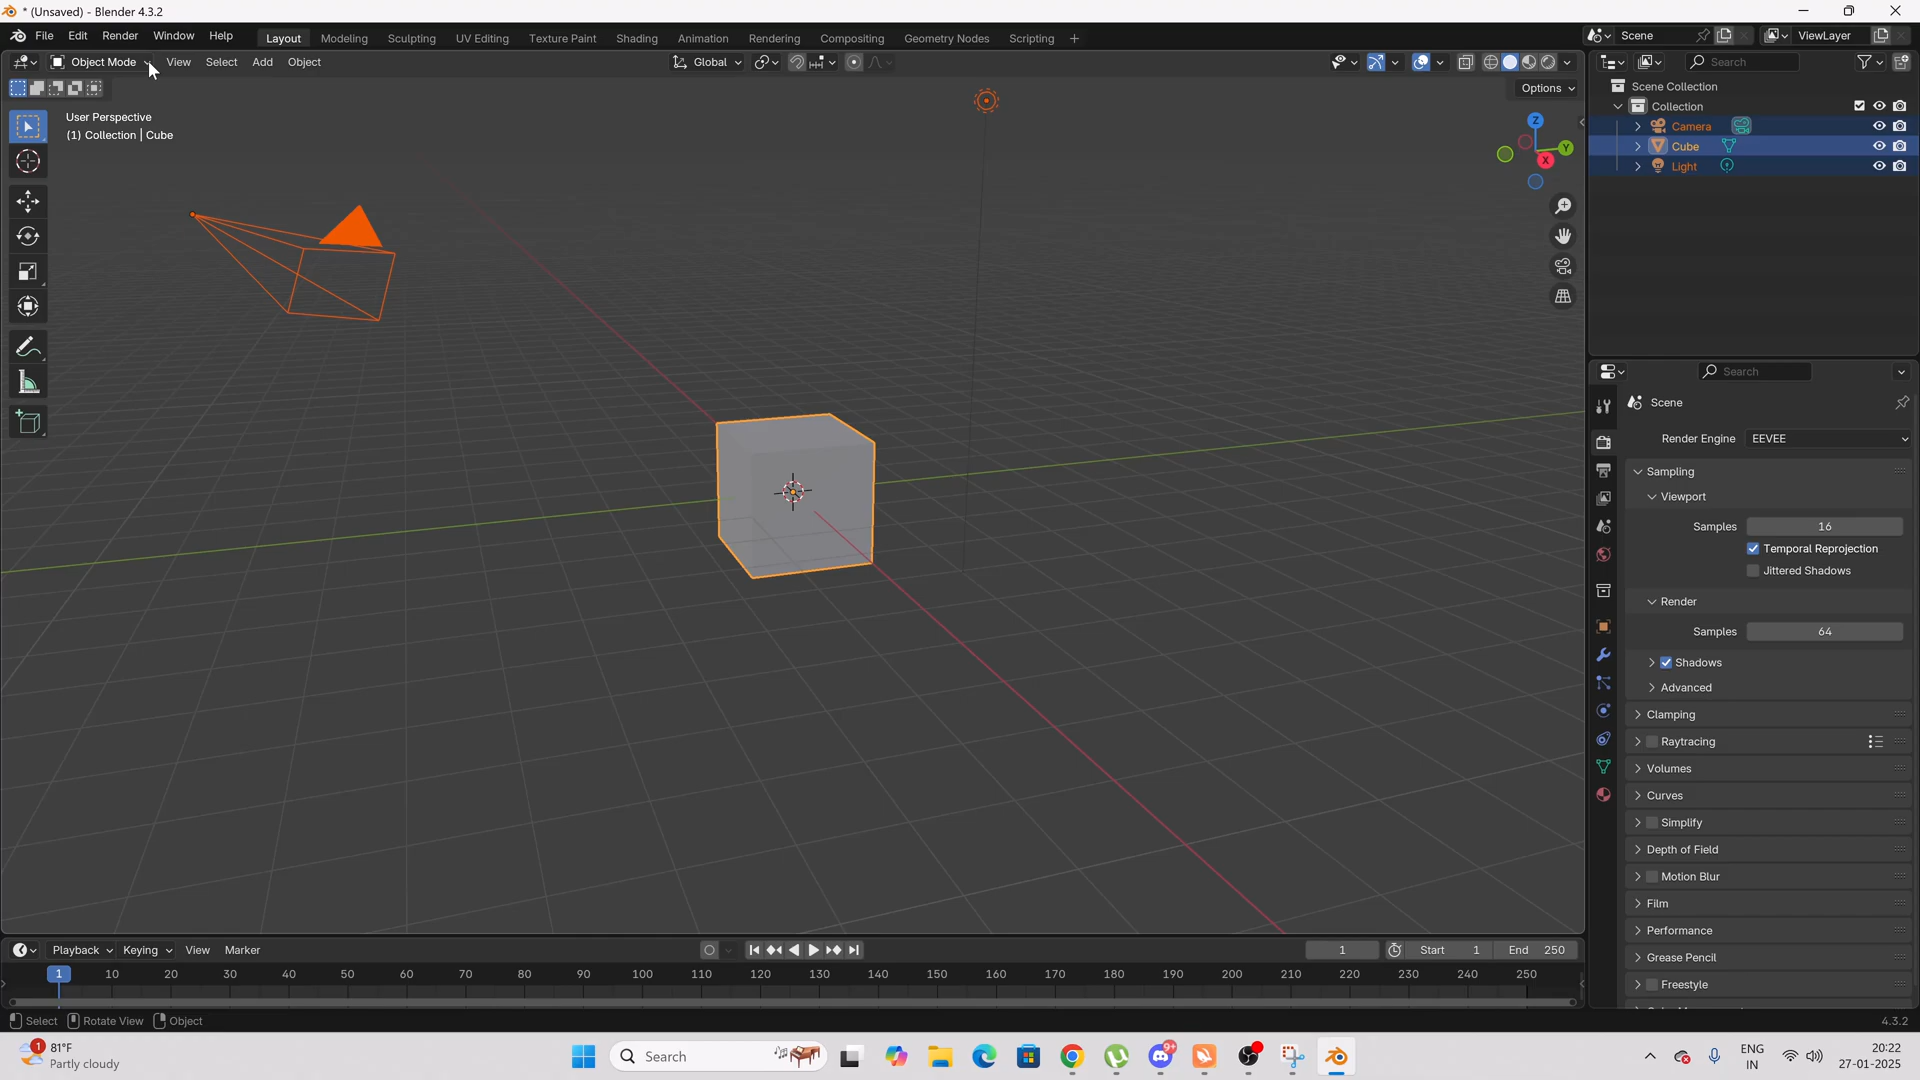 * (Unsaved) - Blender 4.3.2
File Edit Render Window Help Layout Modeling Sculpting UV Editing Texture Paint Shading Animation Rendering Compositing Geometry Nodes Scripting + Scene ViewLayer
Object Mode View Select Add Object Global Search
Options
User Perspective
(1) Collection | Cube
Z
Y
X
Scene Collection
Collection
Camera
Cube
Light
Search
Scene
Render Engine EEVEE
Sampling
Viewport
Samples 16
Temporal Reprojection
Jittered Shadows
Render
Samples 64
Shadows
Advanced
Clamping
Raytracing
Volumes
Curves
Simplify
Depth of Field
Motion Blur
Film
Performance
Grease Pencil
Freestyle
Playback Keying View Marker 1 Start 1 End 250
1 10 20 30 40 50 60 70 80 90 100 110 120 130 140 150 160 170 180 190 200 210 220 230 240 250
Select Rotate View Object 4.3.2
1 81°F
Partly cloudy
Search
9+
ENG
IN
20:22
27-01-2025